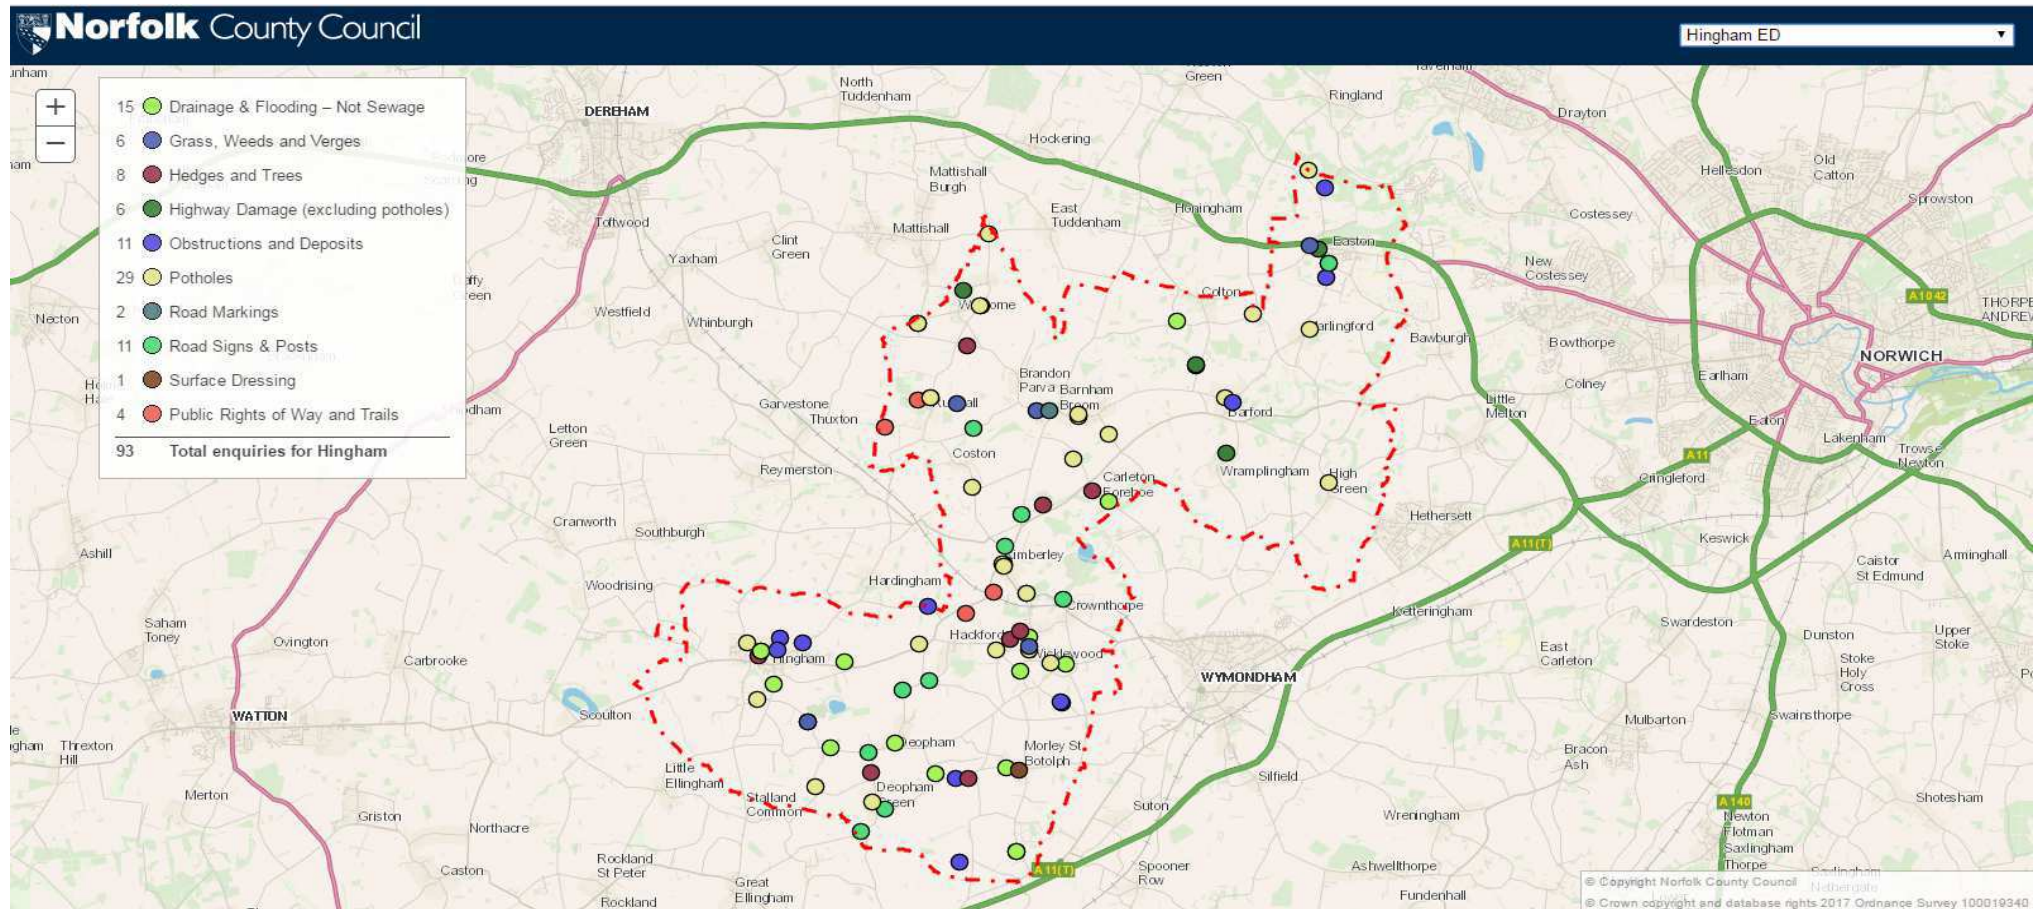 Norfolk County Council
Hingham ED
15 Drainage & Flooding – Not Sewage
6 Grass, Weeds and Verges
8 Hedges and Trees
6 Highway Damage (excluding potholes)
11 Obstructions and Deposits
29 Potholes
2 Road Markings
11 Road Signs & Posts
1 Surface Dressing
4 Public Rights of Way and Trails
93 Total enquiries for Hingham
+
−
Green
Ringland
North
Tuddenham
DEREHAM
Drayton
Hockering
Hellesdon
Old
Catton
Mattishall
Burgh
Sprowston
East
Tuddenham
Honingham
Costessey
Toftwood
Mattishall
Clint
Green
Easton
Yaxham
New
Costessey
Colton
A1042
Necton
Westfield
Whinburgh
Bawburgh
Bowthorpe
NORWICH
Brandon
Parva
Barnham
Broom
Earlham
Colney
Garvestone
Thuxton
Little
Melton
Barford
Eaton
Letton
Green
Lakenham
Trowse
Newton
Coston
A11
Reymerston
Wramplingham
High
Green
Carleton
Forehoe
Cringleford
Cranworth
Southburgh
Hethersett
Keswick
A11(T)
Ashill
Arminghall
Caistor
St Edmund
Woodrising
Hardingham
Crownthorpe
Ketteringham
Saham
Toney
Ovington
Carbrooke
Hackford
Hingham
Wicklewood
Swardeston
Dunston
Upper
Stoke
East
Carleton
Stoke
Holy
Cross
WYMONDHAM
WATTON
Scoulton
Mulbarton
Swainsthorpe
Threxton
Hill
Deopham
Morley St
Botolph
Bracon
Ash
Little
Ellingham
Silfield
Merton
Stalland
Common
Deopham
Green
Suton
A140
Shotesham
Griston
Northacre
Wreningham
Newton
Flotman
Saxlingham
Thorpe
Rockland
St Peter
Caston
A11(T)
Spooner
Row
Ashwellthorpe
Great
Ellingham
Rockland
Fundenhall
© Copyright Norfolk County Council
© Crown copyright and database rights 2017 Ordnance Survey 100019340